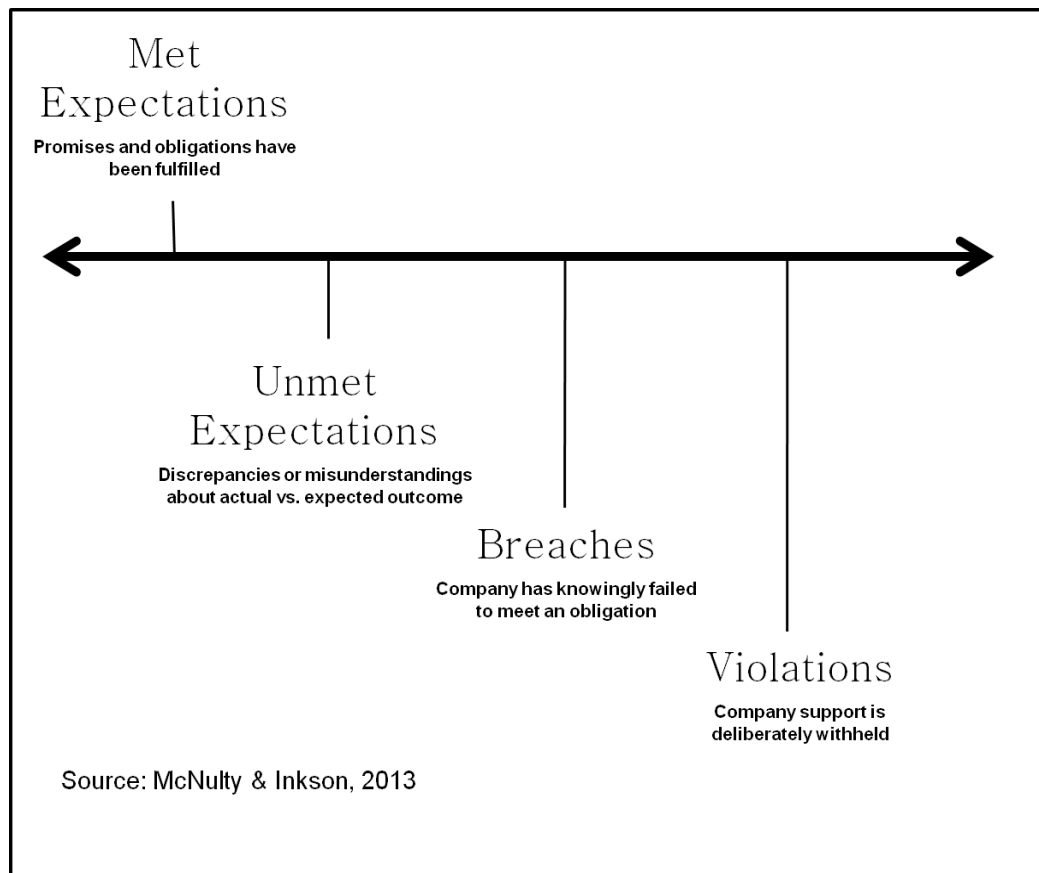 Met
Expectations
Promises and obligations have
been fulfilled
Unmet
Expectations
Discrepancies or misunderstandings
about actual vs. expected outcome
Breaches
Company has knowingly failed
to meet an obligation
Violations
Company support is
deliberately withheld
Source: McNulty & Inkson, 2013